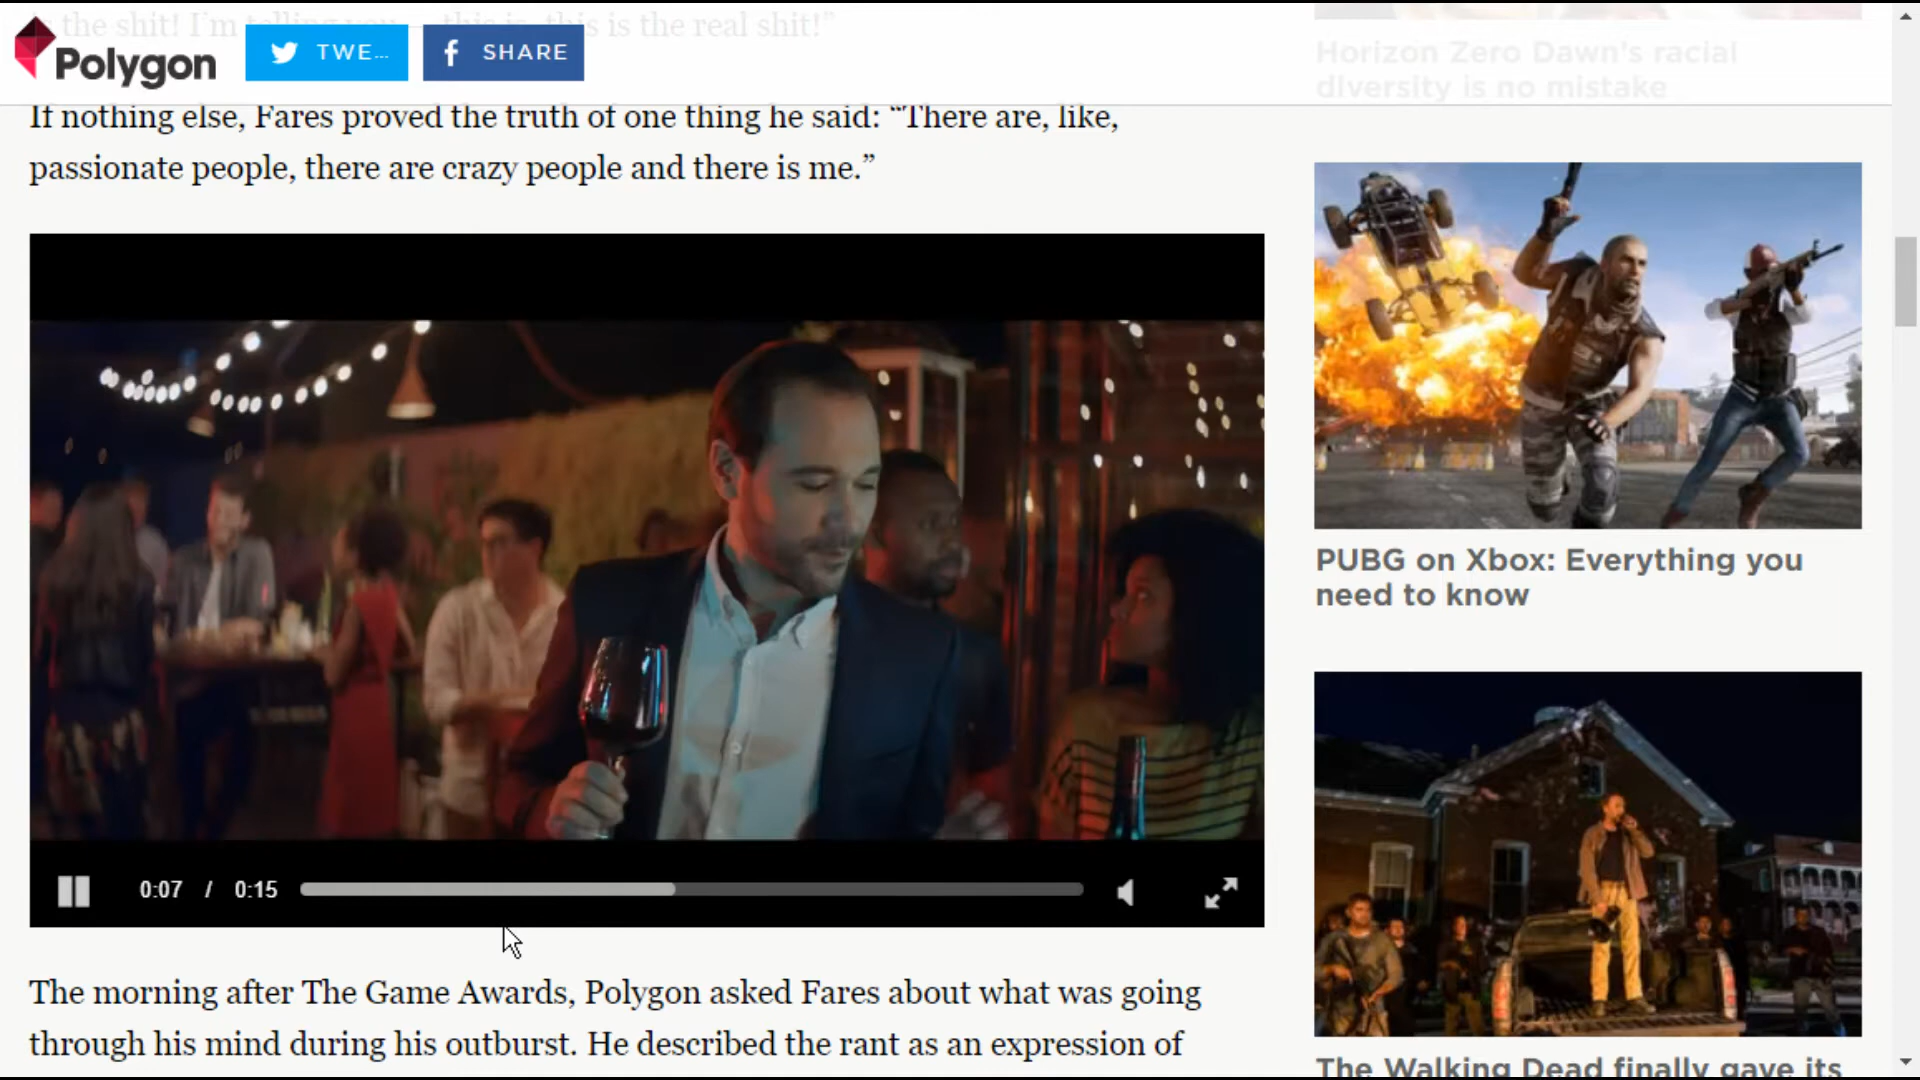 is the shit! I'm telling you — this is, this is the real shit!”
Polygon
TWE...
SHARE
If nothing else, Fares proved the truth of one thing he said: “There are, like,
passionate people, there are crazy people and there is me.”
0:07 / 0:15
The morning after The Game Awards, Polygon asked Fares about what was going
through his mind during his outburst. He described the rant as an expression of
Horizon Zero Dawn's racial
diversity is no mistake
PUBG on Xbox: Everything you
need to know
The Walking Dead finally gave its